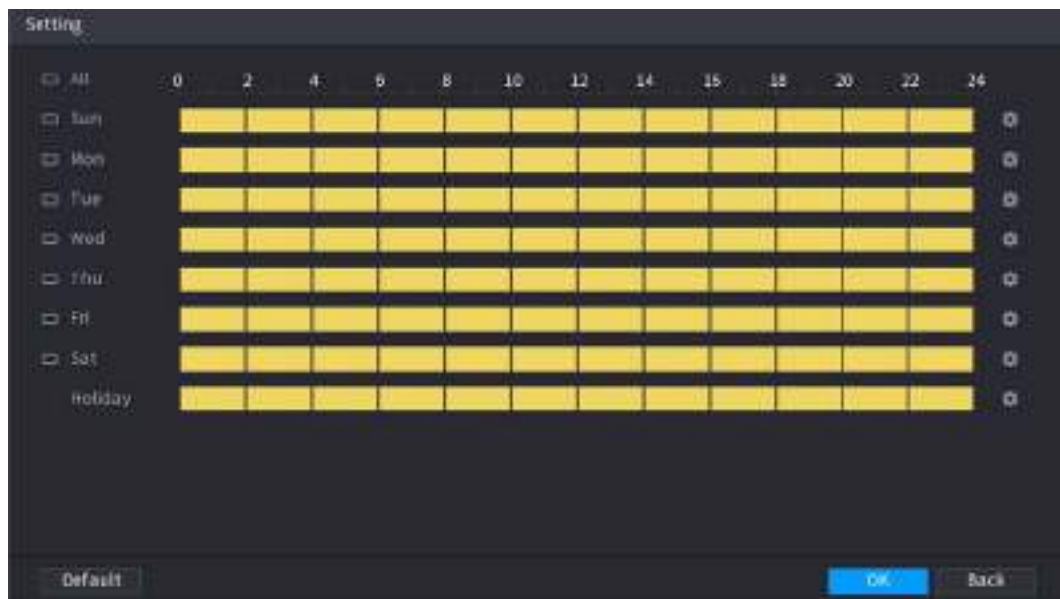 Setting
All 0 2 4 6 8 10 12 14 16 18 20 22 24
Sun
Mon
Tue
Wed
Thu
Fri
Sat
Holiday
Default OK Back